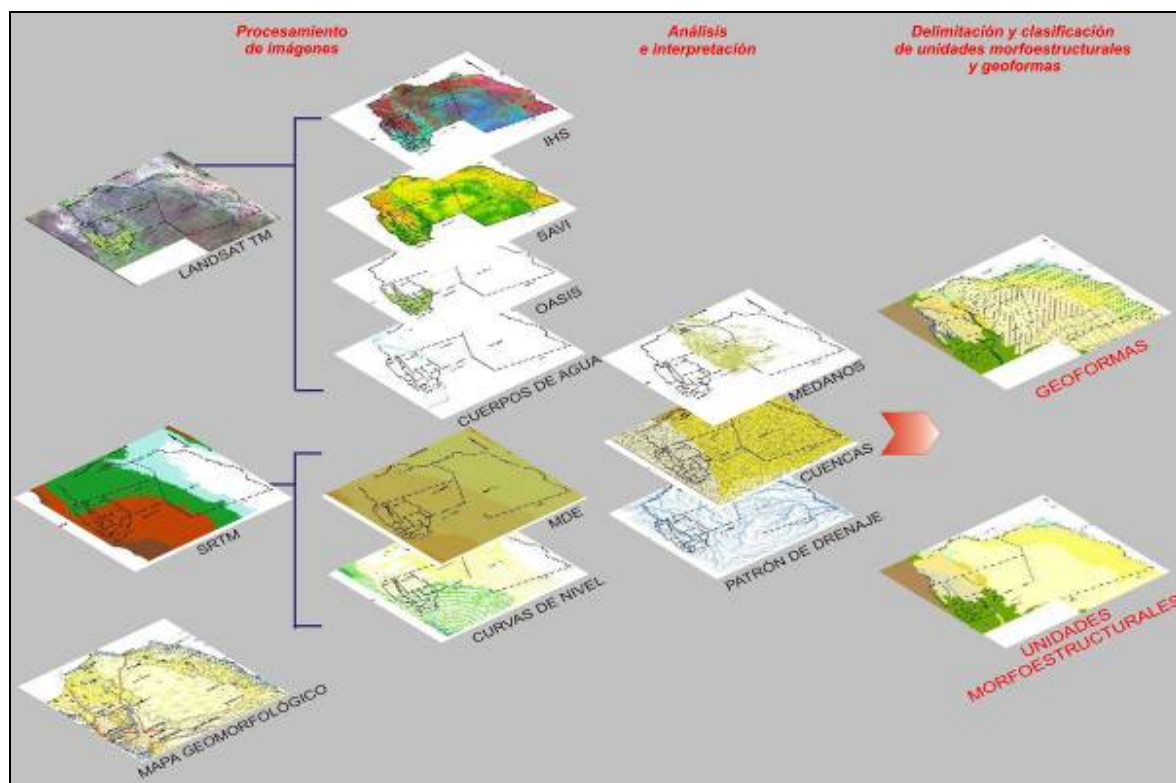 Procesamiento
de imágenes
Análisis
e interpretación
Delimitación y clasificación
de unidades morfoestructurales
y geoformas
LANDSAT TM
IHS
SAVI
OASIS
CUERPOS DE AGUA
SRTM
MDE
CURVAS DE NIVEL
MAPA GEOMORFOLÓGICO
MÉDANOS
CUENCAS
PATRÓN DE DRENAJE
GEOFORMAS
UNIDADES
MORFOESTRUCTURALES